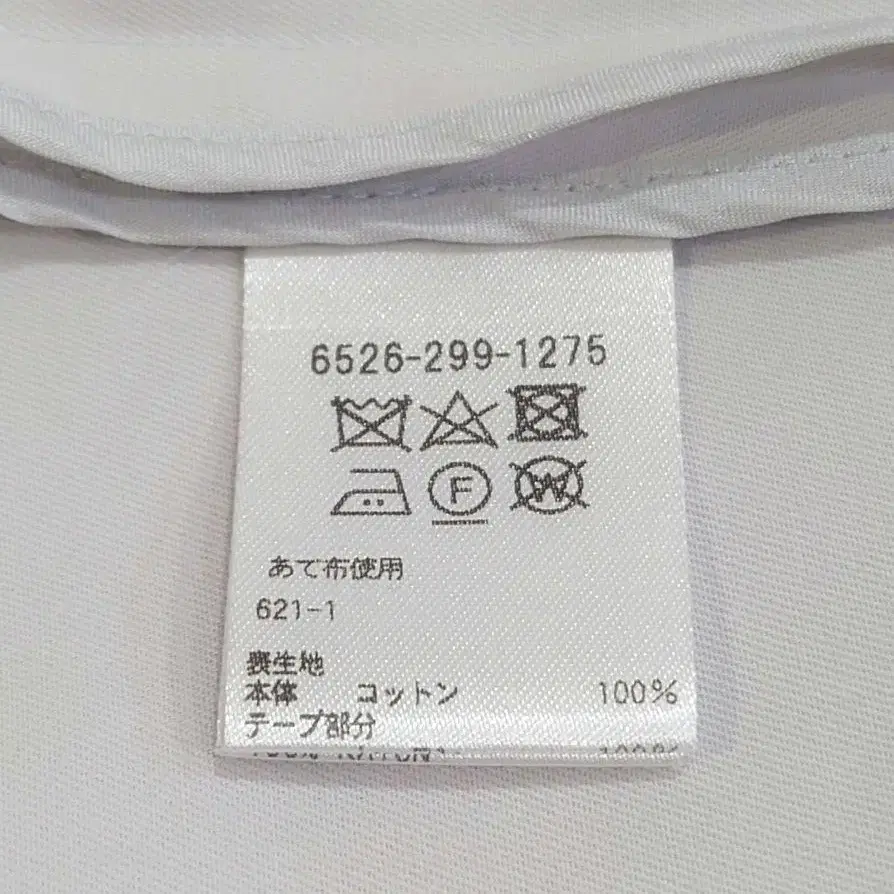 6526-299-1275
F
W
あて布使用
621-1
表生地
本体 コットン 100%
テープ部分
100%